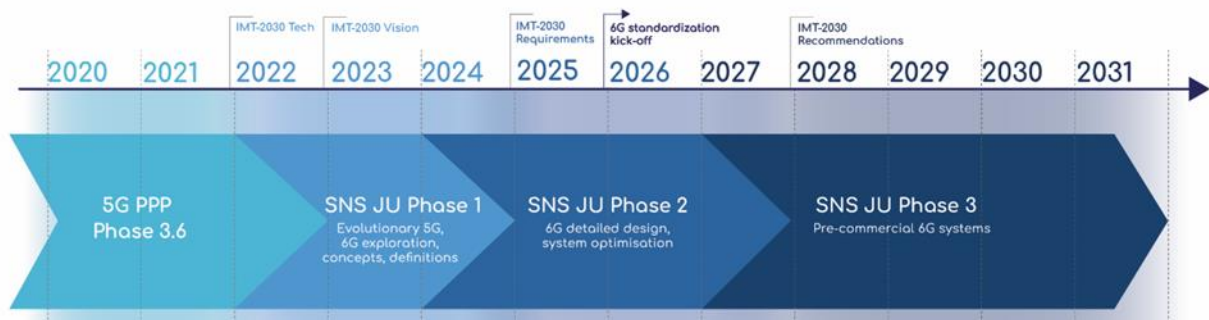 IMT-2030 Tech
IMT-2030 Vision
IMT-2030
Requirements
6G standardization
kick-off
IMT-2030
Recommendations
2020
2021
2022
2023
2024
2025
2026
2027
2028
2029
2030
2031
5G PPP
Phase 3.6
SNS JU Phase 1
Evolutionary 5G,
6G exploration,
concepts, definitions
SNS JU Phase 2
6G detailed design,
system optimisation
SNS JU Phase 3
Pre-commercial 6G systems